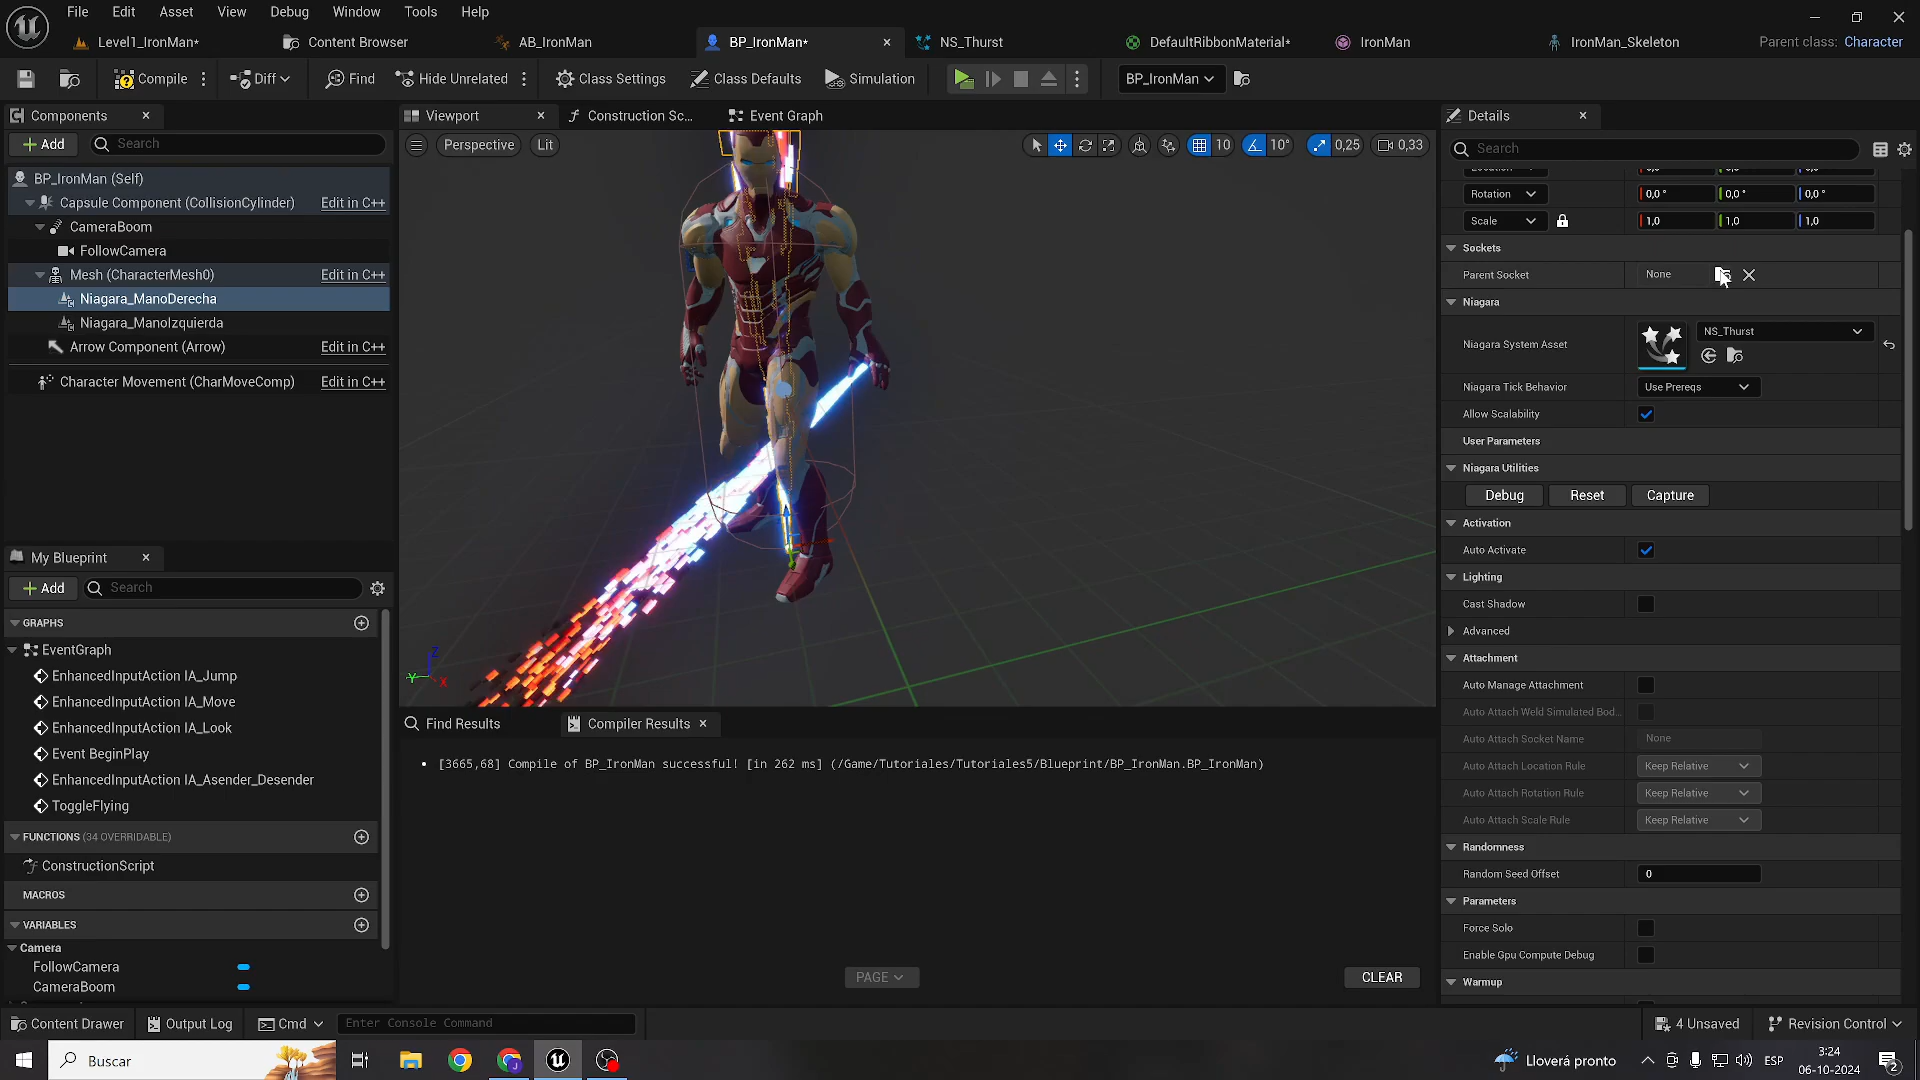 File Edit Asset View Debug Window Tools Help
Level1_IronMan* Content Browser AB_IronMan BP_IronMan* NS_Thurst DefaultRibbonMaterial* IronMan IronMan_Skeleton Parent class: Character
Compile Diff Find Hide Unrelated Class Settings Class Defaults Simulation BP_IronMan
Components
Add Search
BP_IronMan (Self)
Capsule Component (CollisionCylinder) Edit in C++
CameraBoom
FollowCamera
Mesh (CharacterMesh0) Edit in C++
Niagara_ManoDerecha
Niagara_ManoIzquierda
Arrow Component (Arrow) Edit in C++
Character Movement (CharMoveComp) Edit in C++
My Blueprint
Add Search
GRAPHS
EventGraph
EnhancedInputAction IA_Jump
EnhancedInputAction IA_Move
EnhancedInputAction IA_Look
Event BeginPlay
EnhancedInputAction IA_Asender_Desender
ToggleFlying
FUNCTIONS (34 OVERRIDABLE)
ConstructionScript
MACROS
VARIABLES
Camera
FollowCamera
CameraBoom
Viewport Construction Sc... Event Graph
Perspective Lit 10 10° 0,25 0,33
Z
Y X
Find Results Compiler Results
[3665,68] Compile of BP_IronMan successful! [in 262 ms] (/Game/Tutoriales/Tutoriales5/Blueprint/BP_IronMan.BP_IronMan)
PAGE CLEAR
Details
Search
Rotation 0,0 ° 0,0 ° 0,0 °
Scale 1,0 1,0 1,0
Sockets
Parent Socket None
Niagara
Niagara System Asset NS_Thurst
Niagara Tick Behavior Use Prereqs
Allow Scalability
User Parameters
Niagara Utilities
Debug Reset Capture
Activation
Auto Activate
Lighting
Cast Shadow
Advanced
Attachment
Auto Manage Attachment
Auto Attach Weld Simulated Bod...
Auto Attach Socket Name None
Auto Attach Location Rule Keep Relative
Auto Attach Rotation Rule Keep Relative
Auto Attach Scale Rule Keep Relative
Randomness
Random Seed Offset 0
Parameters
Force Solo
Enable Gpu Compute Debug
Warmup
Content Drawer Output Log Cmd Enter Console Command 4 Unsaved Revision Control
Buscar Lloverá pronto ESP 3:24
06-10-2024 2